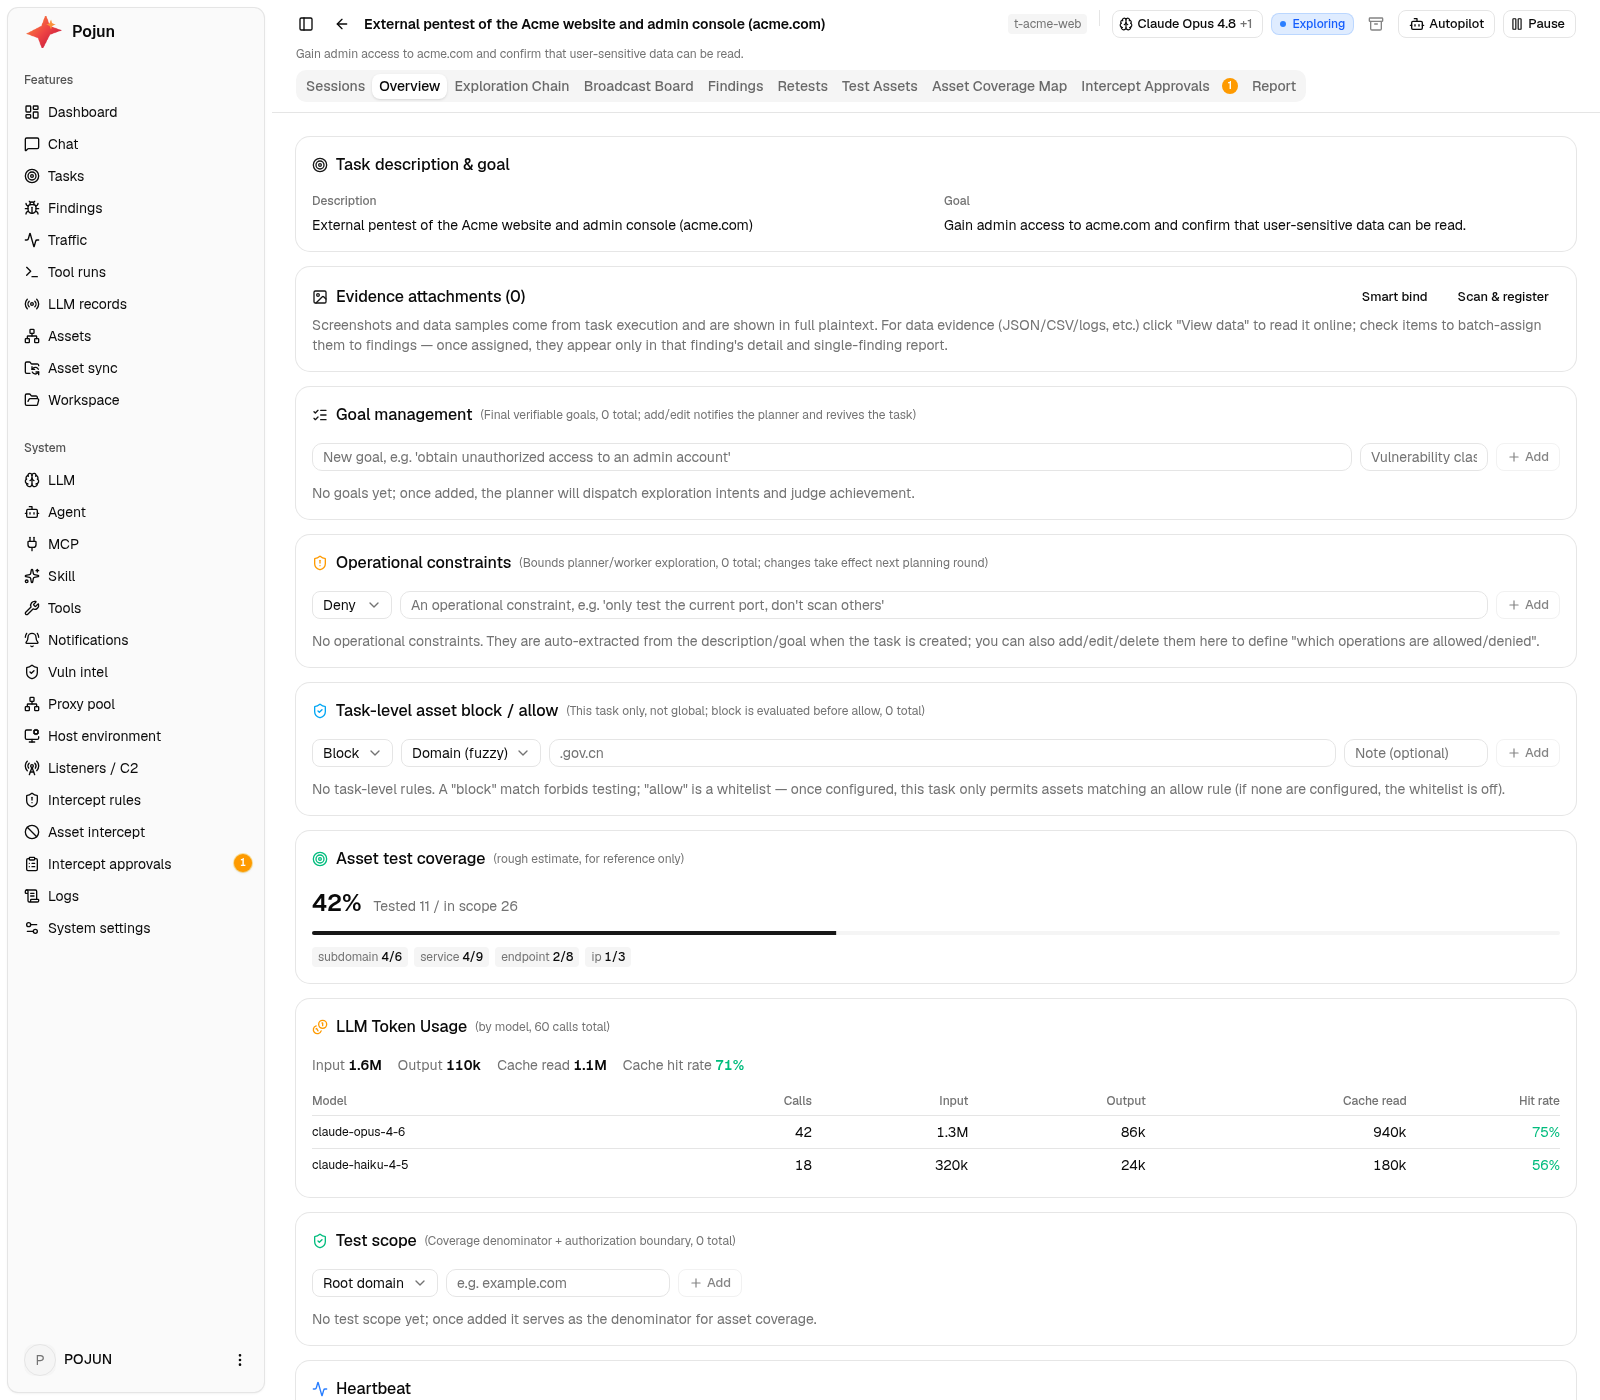 Pojun
Features
Dashboard
Chat
Tasks
Findings
Traffic
Tool runs
LLM records
Assets
Asset sync
Workspace
System
LLM
Agent
MCP
Skill
Tools
Notifications
Vuln intel
Proxy pool
Host environment
Listeners / C2
Intercept rules
Asset intercept
Intercept approvals 1
Logs
System settings
P POJUN
External pentest of the Acme website and admin console (acme.com) t-acme-web Claude Opus 4.8 +1 Exploring Autopilot Pause
Gain admin access to acme.com and confirm that user-sensitive data can be read.
Sessions Overview Exploration Chain Broadcast Board Findings Retests Test Assets Asset Coverage Map Intercept Approvals 1 Report
Task description & goal
Description Goal
External pentest of the Acme website and admin console (acme.com) Gain admin access to acme.com and confirm that user-sensitive data can be read.
Evidence attachments (0) Smart bind Scan & register
Screenshots and data samples come from task execution and are shown in full plaintext. For data evidence (JSON/CSV/logs, etc.) click "View data" to read it online; check items to batch-assign
them to findings — once assigned, they appear only in that finding's detail and single-finding report.
Goal management (Final verifiable goals, 0 total; add/edit notifies the planner and revives the task)
New goal, e.g. 'obtain unauthorized access to an admin account' Vulnerability clas + Add
No goals yet; once added, the planner will dispatch exploration intents and judge achievement.
Operational constraints (Bounds planner/worker exploration, 0 total; changes take effect next planning round)
Deny An operational constraint, e.g. 'only test the current port, don't scan others' + Add
No operational constraints. They are auto-extracted from the description/goal when the task is created; you can also add/edit/delete them here to define "which operations are allowed/denied".
Task-level asset block / allow (This task only, not global; block is evaluated before allow, 0 total)
Block Domain (fuzzy) .gov.cn Note (optional) + Add
No task-level rules. A "block" match forbids testing; "allow" is a whitelist — once configured, this task only permits assets matching an allow rule (if none are configured, the whitelist is off).
Asset test coverage (rough estimate, for reference only)
42% Tested 11 / in scope 26
subdomain 4/6 service 4/9 endpoint 2/8 ip 1/3
LLM Token Usage (by model, 60 calls total)
Input 1.6M Output 110k Cache read 1.1M Cache hit rate 71%
Model Calls Input Output Cache read Hit rate
claude-opus-4-6 42 1.3M 86k 940k 75%
claude-haiku-4-5 18 320k 24k 180k 56%
Test scope (Coverage denominator + authorization boundary, 0 total)
Root domain e.g. example.com + Add
No test scope yet; once added it serves as the denominator for asset coverage.
Heartbeat